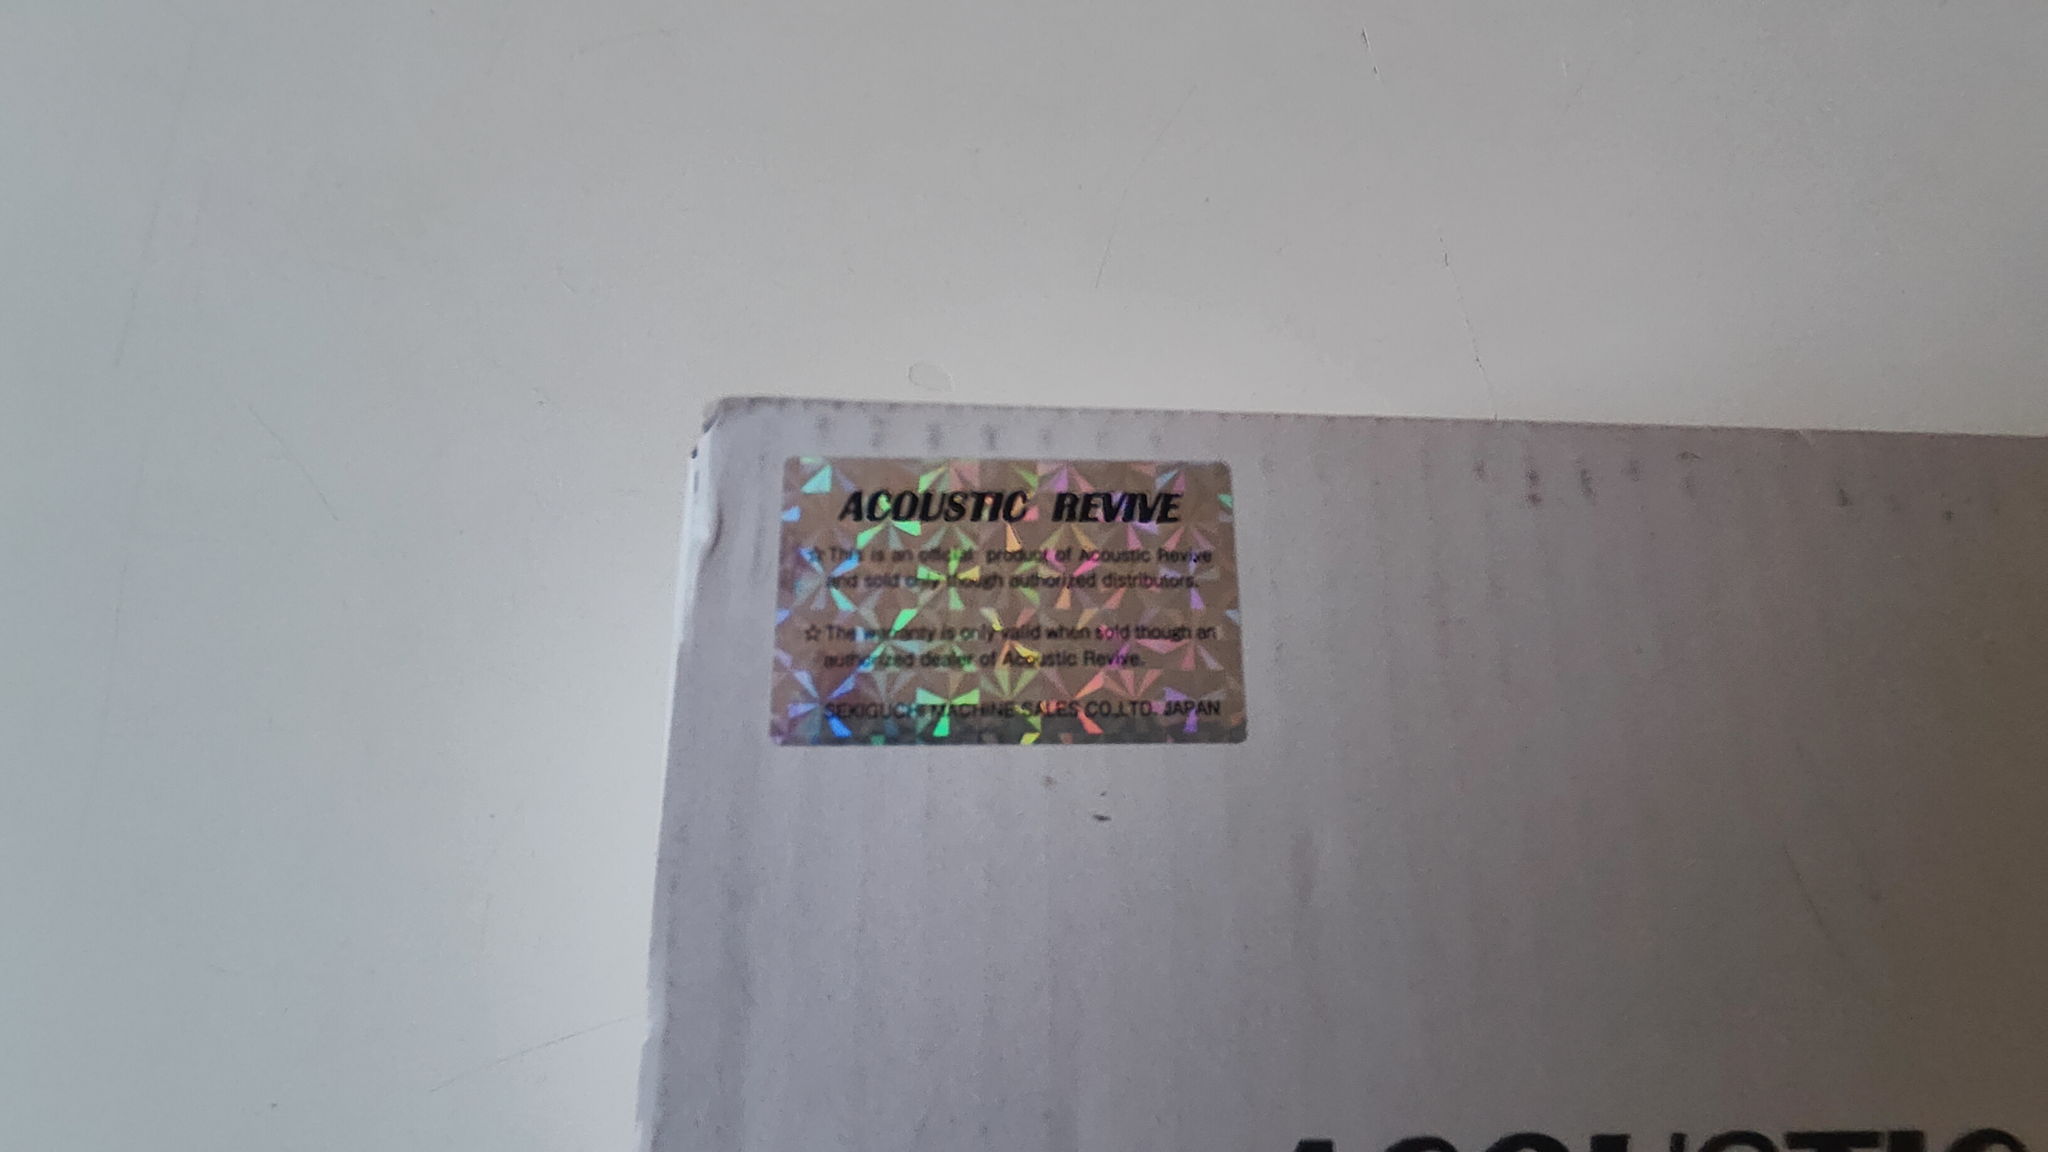 ACOUSTIC REVIVE
☆ This is an official product of Acoustic Revive
and sold only though authorized distributors.
☆ The warranty is only valid when sold though an
authorized dealer of Acoustic Revive.
SEKIGUCHI MACHINE SALES CO.,LTD. JAPAN
ACOUSTIC